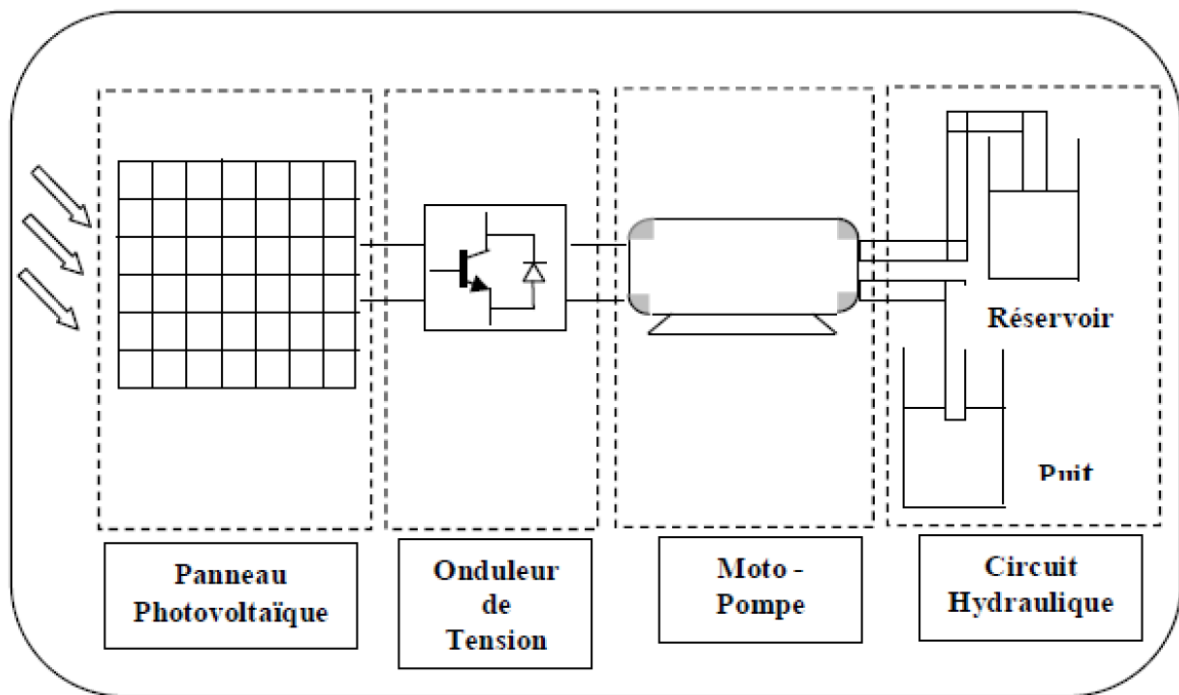 Réservoir
Puit
Panneau
Photovoltaïque
Onduleur
de
Tension
Moto -
Pompe
Circuit
Hydraulique